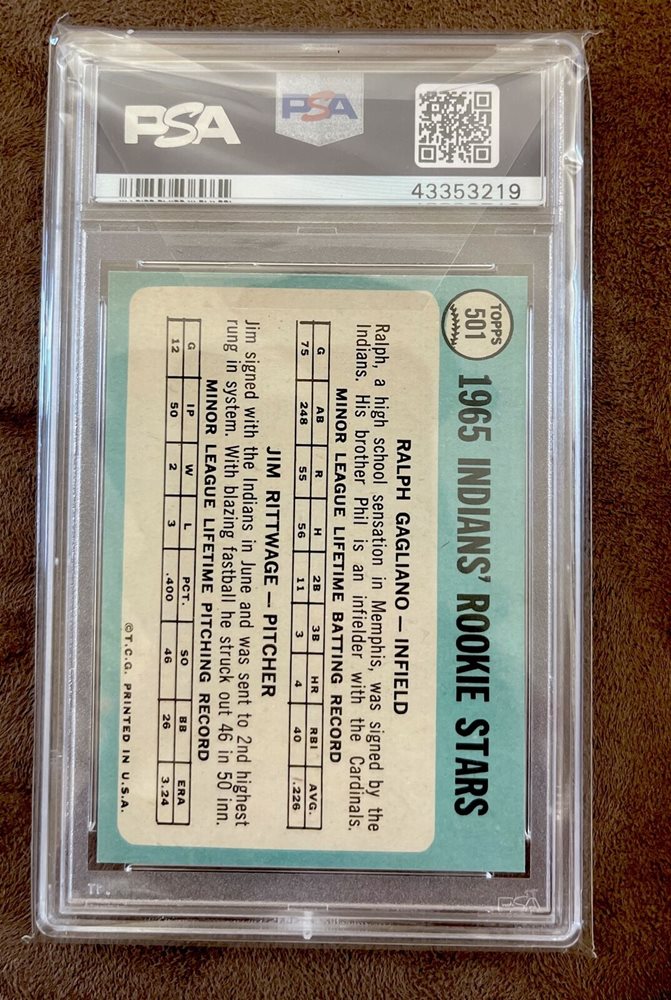 PSA
PSA
43353219
TOPPS
501
1965 INDIANS' ROOKIE STARS
RALPH GAGLIANO — INFIELD
Ralph, a high school sensation in Memphis, was signed by the
Indians. His brother Phil is an infielder with the Cardinals.
MINOR LEAGUE LIFETIME BATTING RECORD
G AB R H 2B 3B HR RBI AVG.
75 248 55 56 11 3 4 40 .226
JIM RITTWAGE — PITCHER
Jim signed with the Indians in June and was sent to 2nd highest
rung in system. With blazing fastball he struck out 46 in 50 inn.
MINOR LEAGUE LIFETIME PITCHING RECORD
G IP W L PCT. SO BB ERA
12 50 2 3 .400 46 26 3.24
©T.C.G. PRINTED IN U.S.A.
PSA